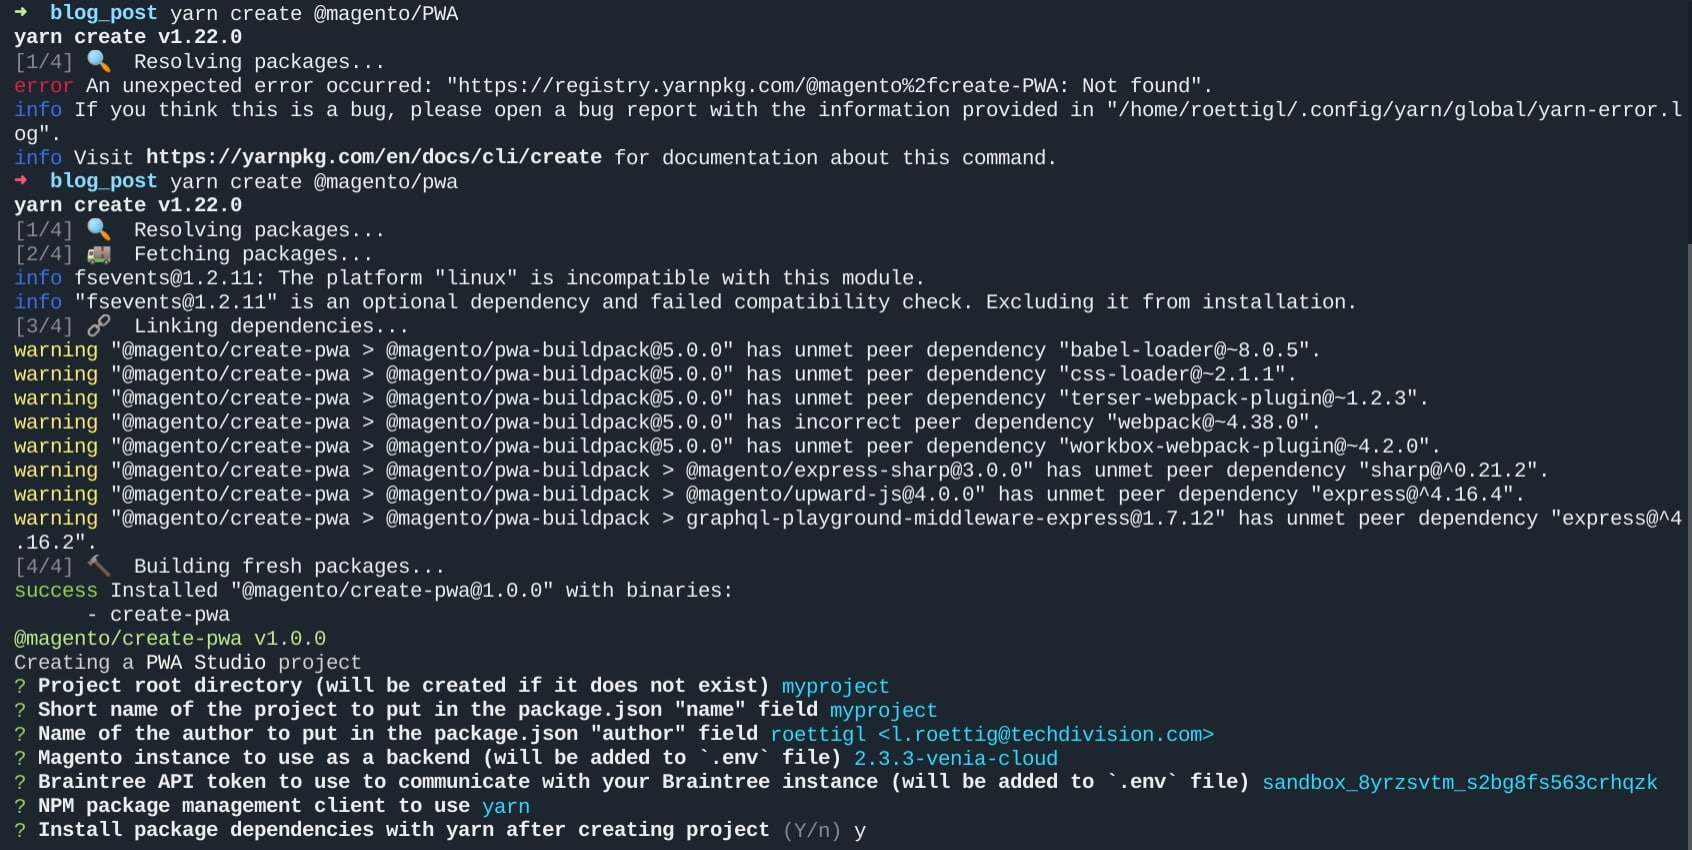 ➜  blog_post yarn create @magento/PWA
yarn create v1.22.0
[1/4] 🔍  Resolving packages...
error An unexpected error occurred: "https://registry.yarnpkg.com/@magento%2fcreate-PWA: Not found".
info If you think this is a bug, please open a bug report with the information provided in "/home/roettigl/.config/yarn/global/yarn-error.l
og".
info Visit https://yarnpkg.com/en/docs/cli/create for documentation about this command.
➜  blog_post yarn create @magento/pwa
yarn create v1.22.0
[1/4] 🔍  Resolving packages...
[2/4] 🚚  Fetching packages...
info fsevents@1.2.11: The platform "linux" is incompatible with this module.
info "fsevents@1.2.11" is an optional dependency and failed compatibility check. Excluding it from installation.
[3/4] 🔗  Linking dependencies...
warning "@magento/create-pwa > @magento/pwa-buildpack@5.0.0" has unmet peer dependency "babel-loader@~8.0.5".
warning "@magento/create-pwa > @magento/pwa-buildpack@5.0.0" has unmet peer dependency "css-loader@~2.1.1".
warning "@magento/create-pwa > @magento/pwa-buildpack@5.0.0" has unmet peer dependency "terser-webpack-plugin@~1.2.3".
warning "@magento/create-pwa > @magento/pwa-buildpack@5.0.0" has incorrect peer dependency "webpack@~4.38.0".
warning "@magento/create-pwa > @magento/pwa-buildpack@5.0.0" has unmet peer dependency "workbox-webpack-plugin@~4.2.0".
warning "@magento/create-pwa > @magento/pwa-buildpack > @magento/express-sharp@3.0.0" has unmet peer dependency "sharp@^0.21.2".
warning "@magento/create-pwa > @magento/pwa-buildpack > @magento/upward-js@4.0.0" has unmet peer dependency "express@^4.16.4".
warning "@magento/create-pwa > @magento/pwa-buildpack > graphql-playground-middleware-express@1.7.12" has unmet peer dependency "express@^4
.16.2".
[4/4] 🔨  Building fresh packages...
success Installed "@magento/create-pwa@1.0.0" with binaries:
      - create-pwa
@magento/create-pwa v1.0.0
Creating a PWA Studio project
? Project root directory (will be created if it does not exist) myproject
? Short name of the project to put in the package.json "name" field myproject
? Name of the author to put in the package.json "author" field roettigl <l.roettig@techdivision.com>
? Magento instance to use as a backend (will be added to `.env` file) 2.3.3-venia-cloud
? Braintree API token to use to communicate with your Braintree instance (will be added to `.env` file) sandbox_8yrzsvtm_s2bg8fs563crhqzk
? NPM package management client to use yarn
? Install package dependencies with yarn after creating project (Y/n) y